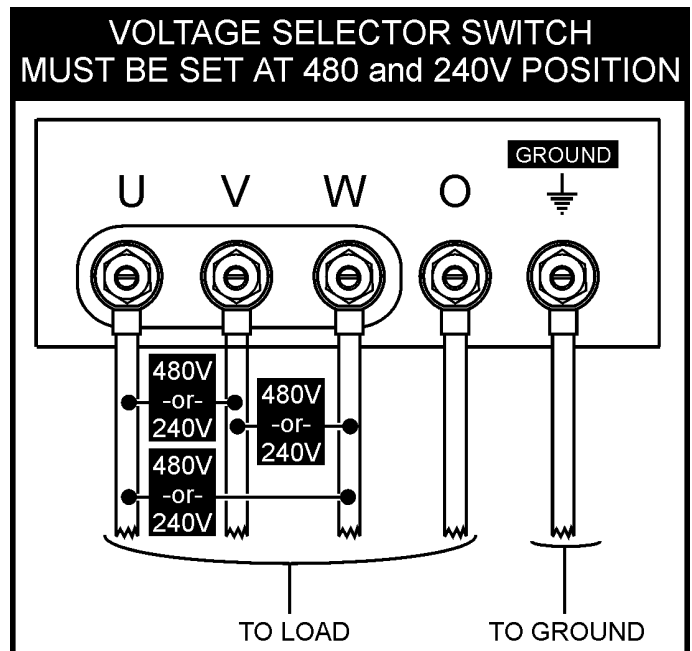 VOLTAGE SELECTOR SWITCH
MUST BE SET AT 480 and 240V POSITION
GROUND
U V W O
480V
-or-
240V
480V
-or-
240V
480V
-or-
240V
TO LOAD
TO GROUND